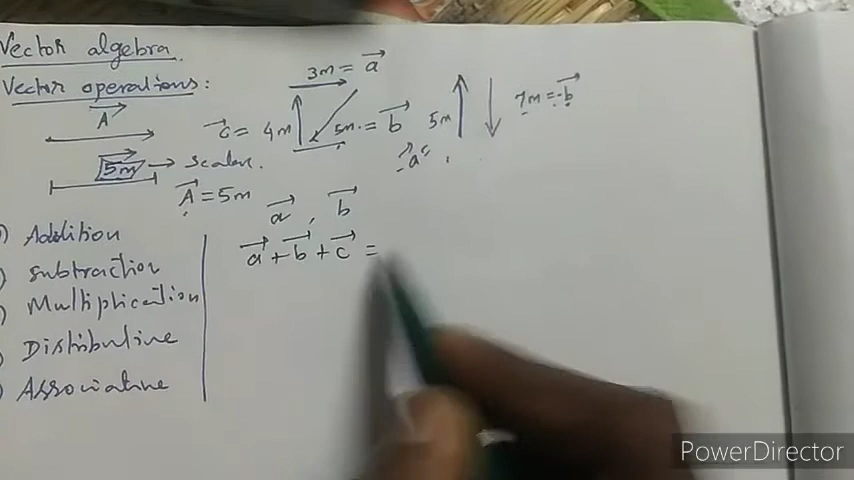 Vector algebra.
Vector operations:
3m = a
A
c = 4m
5m = b
5m
7m = -b
5m → scalar.
a
A = 5m
a, b
) Addition
a + b + c =
) subtraction
) Multiplication
) Distributive
) Associative
PowerDirector